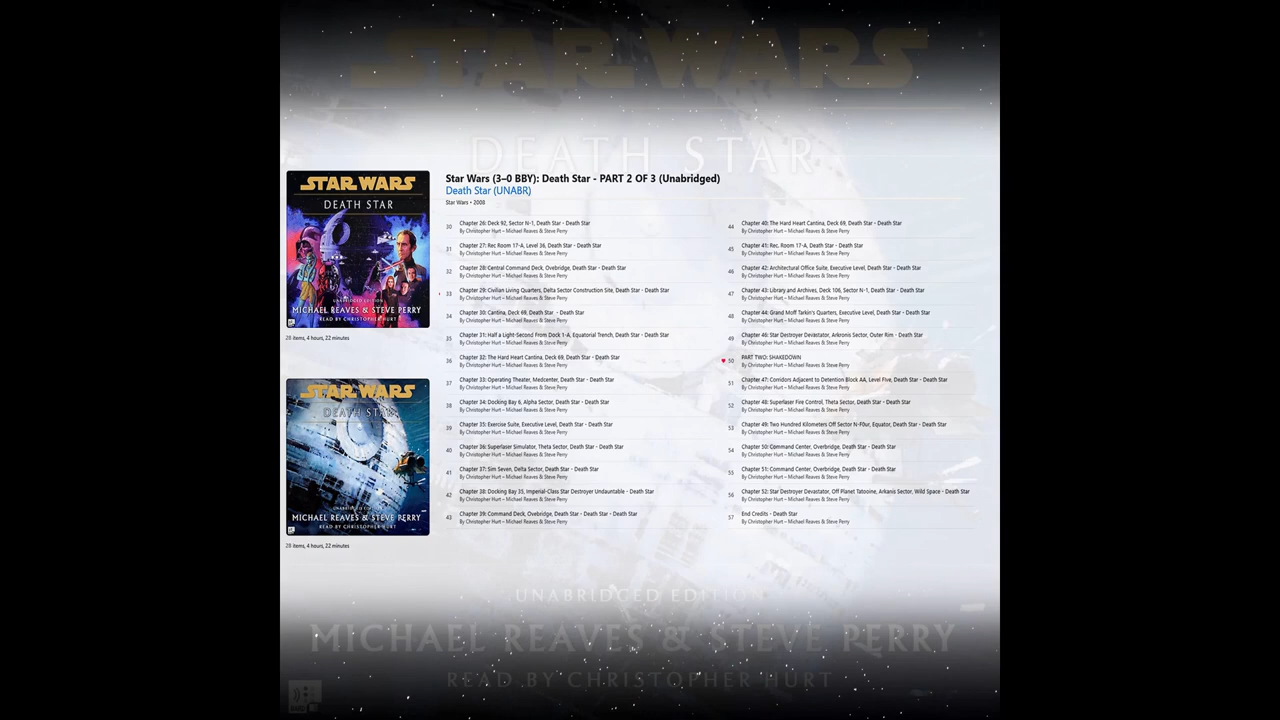 STAR WARS
DEATH STAR
STAR WARS
DEATH STAR
UNABRIDGED EDITION
MICHAEL REAVES & STEVE PERRY
READ BY CHRISTOPHER HURT
28 items, 4 hours, 22 minutes
STAR WARS
DEATH STAR
UNABRIDGED EDITION
MICHAEL REAVES & STEVE PERRY
READ BY CHRISTOPHER HURT
28 items, 4 hours, 22 minutes
Star Wars (3–0 BBY): Death Star - PART 2 OF 3 (Unabridged)
Death Star (UNABR)
Star Wars • 2008
30 Chapter 26: Deck 92, Sector N-1, Death Star - Death Star
By Christopher Hurt – Michael Reaves & Steve Perry
31 Chapter 27: Rec Room 17-A, Level 36, Death Star - Death Star
By Christopher Hurt – Michael Reaves & Steve Perry
32 Chapter 28: Central Command Deck, Ovebridge, Death Star - Death Star
By Christopher Hurt – Michael Reaves & Steve Perry
33 Chapter 29: Civilian Living Quarters, Delta Sector Construction Site, Death Star - Death Star
By Christopher Hurt – Michael Reaves & Steve Perry
34 Chapter 30: Cantina, Deck 69, Death Star - Death Star
By Christopher Hurt – Michael Reaves & Steve Perry
35 Chapter 31: Half a Light-Second From Dock 1-A, Equatorial Trench, Death Star - Death Star
By Christopher Hurt – Michael Reaves & Steve Perry
36 Chapter 32: The Hard Heart Cantina, Deck 69, Death Star - Death Star
By Christopher Hurt – Michael Reaves & Steve Perry
37 Chapter 33: Operating Theater, Medcenter, Death Star - Death Star
By Christopher Hurt – Michael Reaves & Steve Perry
38 Chapter 34: Docking Bay 6, Alpha Sector, Death Star - Death Star
By Christopher Hurt – Michael Reaves & Steve Perry
39 Chapter 35: Exercise Suite, Executive Level, Death Star - Death Star
By Christopher Hurt – Michael Reaves & Steve Perry
40 Chapter 36: Superlaser Simulator, Theta Sector, Death Star - Death Star
By Christopher Hurt – Michael Reaves & Steve Perry
41 Chapter 37: Sim Seven, Delta Sector, Death Star - Death Star
By Christopher Hurt – Michael Reaves & Steve Perry
42 Chapter 38: Docking Bay 35, Imperial-Class Star Destroyer Undauntable - Death Star
By Christopher Hurt – Michael Reaves & Steve Perry
43 Chapter 39: Command Deck, Ovebridge, Death Star - Death Star - Death Star
By Christopher Hurt – Michael Reaves & Steve Perry
44 Chapter 40: The Hard Heart Cantina, Deck 69, Death Star - Death Star
By Christopher Hurt – Michael Reaves & Steve Perry
45 Chapter 41: Rec, Room 17-A, Death Star - Death Star
By Christopher Hurt – Michael Reaves & Steve Perry
46 Chapter 42: Architectural Office Suite, Executive Level, Death Star - Death Star
By Christopher Hurt – Michael Reaves & Steve Perry
47 Chapter 43: Library and Archives, Deck 106, Sector N-1, Death Star - Death Star
By Christopher Hurt – Michael Reaves & Steve Perry
48 Chapter 44: Grand Moff Tarkin's Quarters, Executive Level, Death Star - Death Star
By Christopher Hurt – Michael Reaves & Steve Perry
49 Chapter 46: Star Destroyer Devastator, Arkronis Sector, Outer Rim - Death Star
By Christopher Hurt – Michael Reaves & Steve Perry
50 PART TWO: SHAKEDOWN
By Christopher Hurt – Michael Reaves & Steve Perry
51 Chapter 47: Corridors Adjacent to Detention Block AA, Level Five, Death Star - Death Star
By Christopher Hurt – Michael Reaves & Steve Perry
52 Chapter 48: Superlaser Fire Control, Theta Sector, Death Star - Death Star
By Christopher Hurt – Michael Reaves & Steve Perry
53 Chapter 49: Two Hundred Kilometers Off Sector N-F0ur, Equator, Death Star - Death Star
By Christopher Hurt – Michael Reaves & Steve Perry
54 Chapter 50: Command Center, Overbridge, Death Star - Death Star
By Christopher Hurt – Michael Reaves & Steve Perry
55 Chapter 51: Command Center, Overbridge, Death Star - Death Star
By Christopher Hurt – Michael Reaves & Steve Perry
56 Chapter 52: Star Destroyer Devastator, Off Planet Tatooine, Arkanis Sector, Wild Space - Death Star
By Christopher Hurt – Michael Reaves & Steve Perry
57 End Credits - Death Star
By Christopher Hurt – Michael Reaves & Steve Perry
UNABRIDGED EDITION
MICHAEL REAVES & STEVE PERRY
READ BY CHRISTOPHER HURT